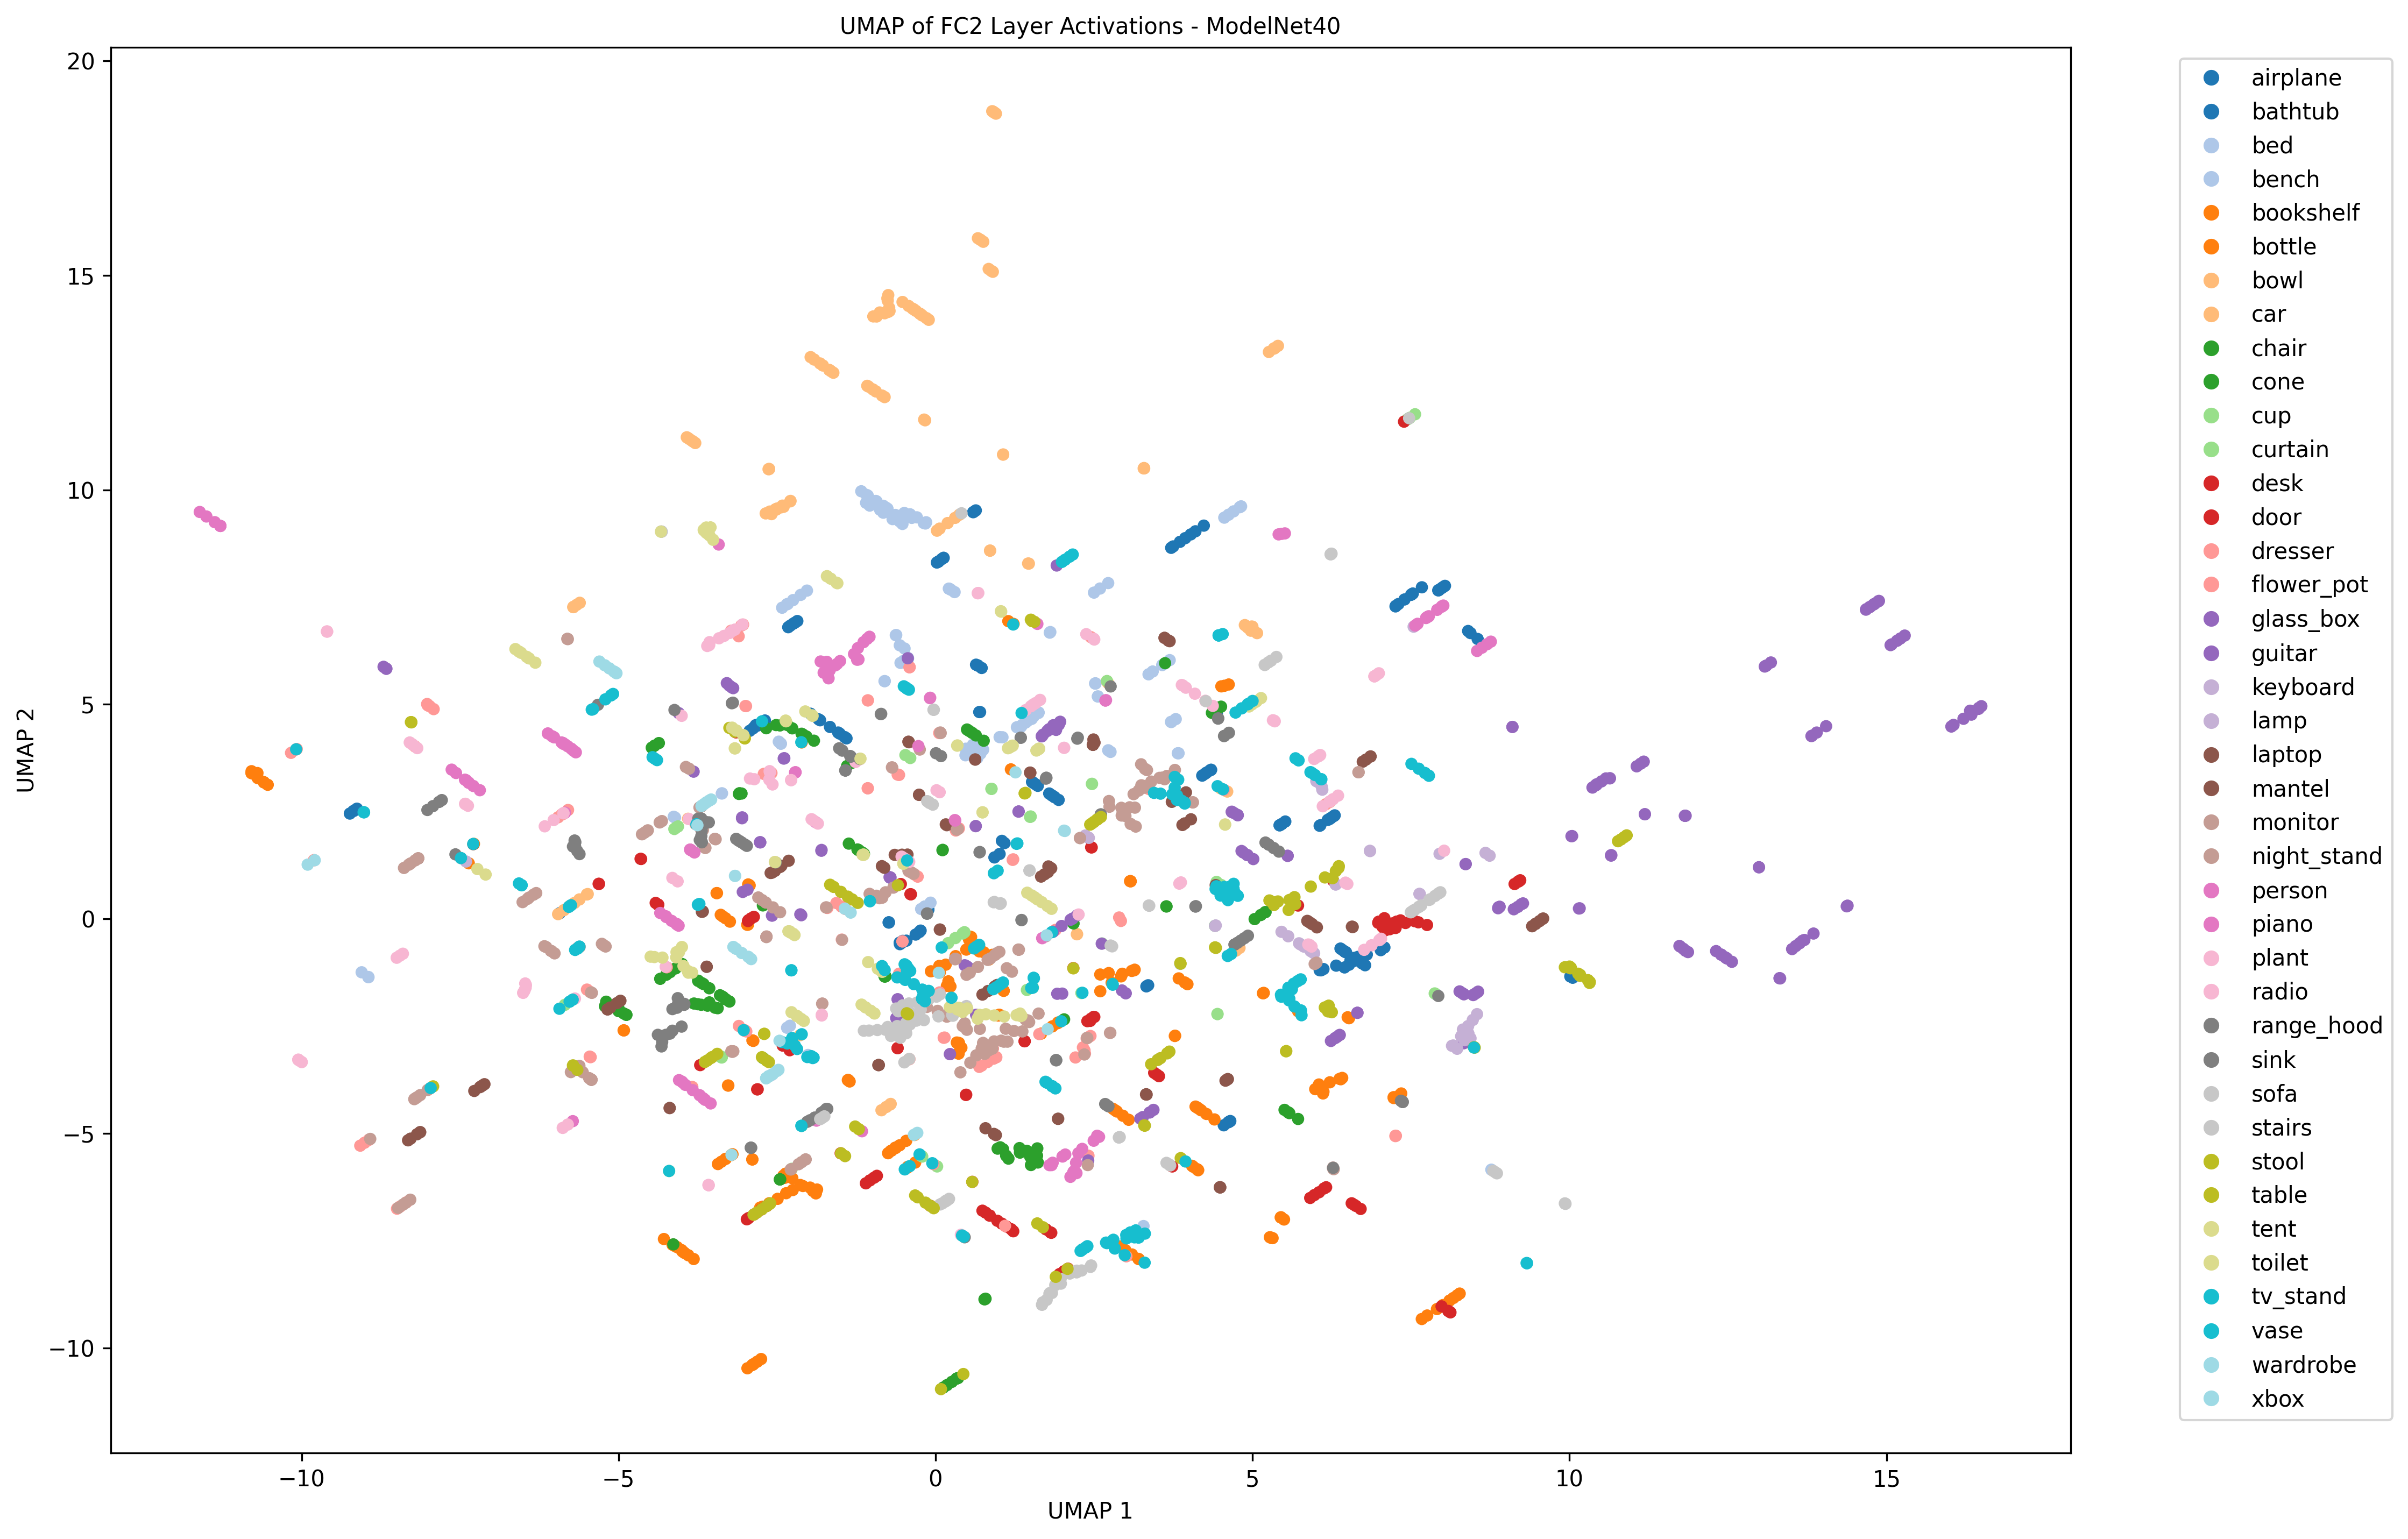 UMAP of FC2 Layer Activations - ModelNet40
20
15
10
5
0
−5
−10
UMAP 2
−10
−5
0
5
10
15
UMAP 1
airplane
bathtub
bed
bench
bookshelf
bottle
bowl
car
chair
cone
cup
curtain
desk
door
dresser
flower_pot
glass_box
guitar
keyboard
lamp
laptop
mantel
monitor
night_stand
person
piano
plant
radio
range_hood
sink
sofa
stairs
stool
table
tent
toilet
tv_stand
vase
wardrobe
xbox